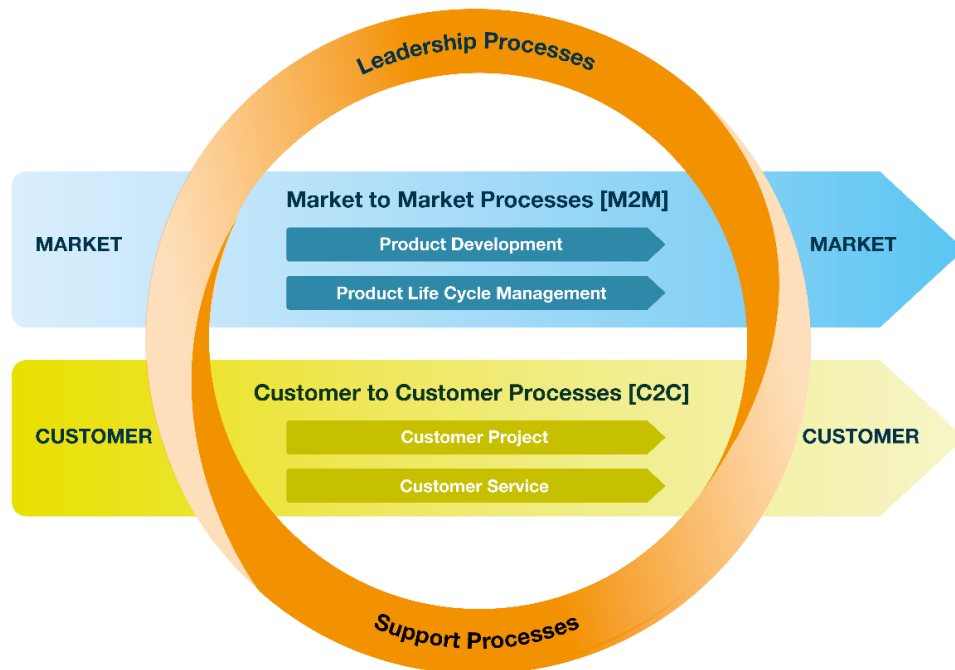 Leadership Processes
Market to Market Processes [M2M]
MARKET
Product Development
MARKET
Product Life Cycle Management
Customer to Customer Processes [C2C]
CUSTOMER
Customer Project
CUSTOMER
Customer Service
Support Processes